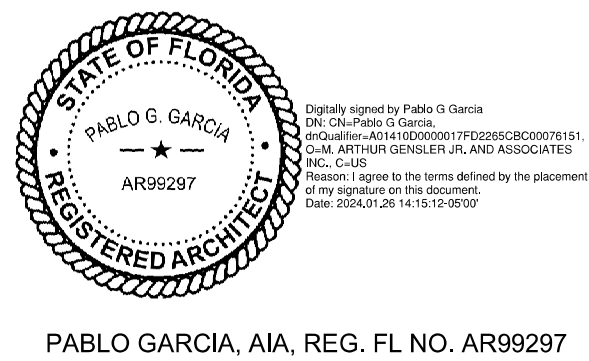 STATE OF FLORIDA
PABLO G. GARCIA
AR99297
REGISTERED ARCHITECT
Digitally signed by Pablo G Garcia
DN: CN=Pablo G Garcia,
dnQualifier=A01410D0000017FD2265CBC00076151,
O=M. ARTHUR GENSLER JR. AND ASSOCIATES
INC., C=US
Reason: I agree to the terms defined by the placement
of my signature on this document.
Date: 2024.01.26 14:15:12-05'00'
PABLO GARCIA, AIA, REG. FL NO. AR99297